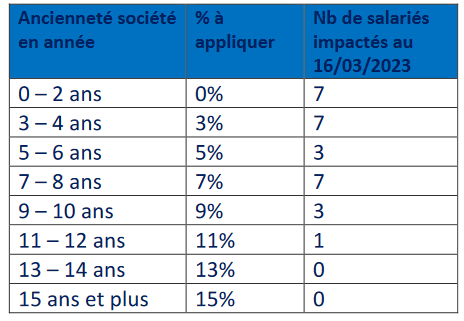 Ancienneté société en année | % à appliquer | Nb de salariés impactés au 16/03/2023
0 – 2 ans | 0% | 7
3 – 4 ans | 3% | 7
5 – 6 ans | 5% | 3
7 – 8 ans | 7% | 7
9 – 10 ans | 9% | 3
11 – 12 ans | 11% | 1
13 – 14 ans | 13% | 0
15 ans et plus | 15% | 0